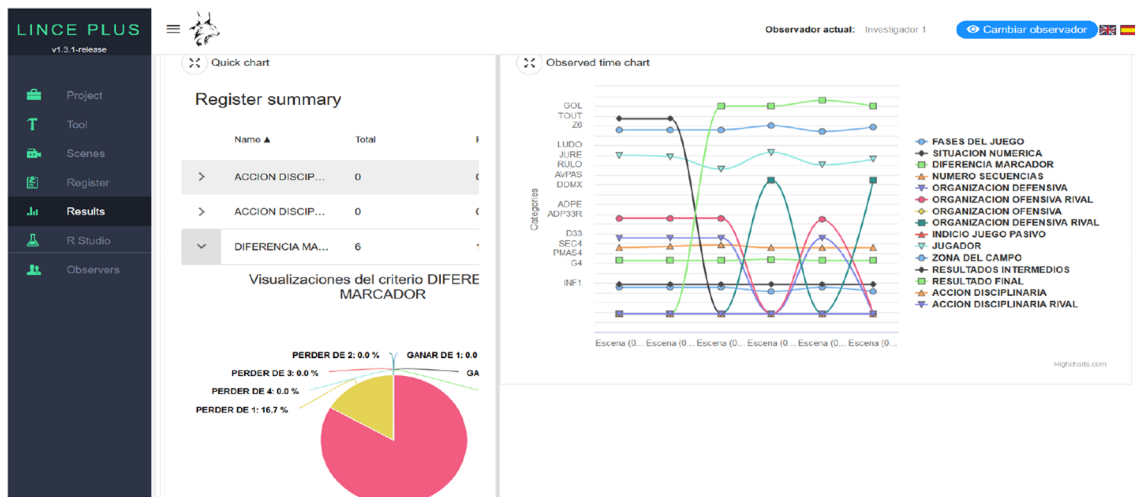 LINCE PLUS
v1.3.1-release
Observador actual: Investigador 1
Cambiar observador
Project
Tool
Scenes
Register
Results
R Studio
Observers
Quick chart
Register summary
Name ▲ Total
ACCION DISCIP... 0
ACCION DISCIP... 0
DIFERENCIA MA... 6
Visualizaciones del criterio DIFERE
MARCADOR
PERDER DE 2: 0.0 %
GANAR DE 1: 0.0
PERDER DE 3: 0.0 %
GA
PERDER DE 4: 0.0 %
PERDER DE 1: 16.7 %
Observed time chart
Categories
GOL
TOUT
Z6
LUDO
JURE
RULO
AVPAS
DDMX
ADPE
ADP33R
D33
SEC4
PMAS4
G4
INF1
Escena (0... Escena (0... Escena (0... Escena (0... Escena (0... Escena (0...
FASES DEL JUEGO
SITUACION NUMERICA
DIFERENCIA MARCADOR
NUMERO SECUENCIAS
ORGANIZACION DEFENSIVA
ORGANIZACION OFENSIVA RIVAL
ORGANIZACION OFENSIVA
ORGANIZACION DEFENSIVA RIVAL
INDICIO JUEGO PASIVO
JUGADOR
ZONA DEL CAMPO
RESULTADOS INTERMEDIOS
RESULTADO FINAL
ACCION DISCIPLINARIA
ACCION DISCIPLINARIA RIVAL
Highcharts.com